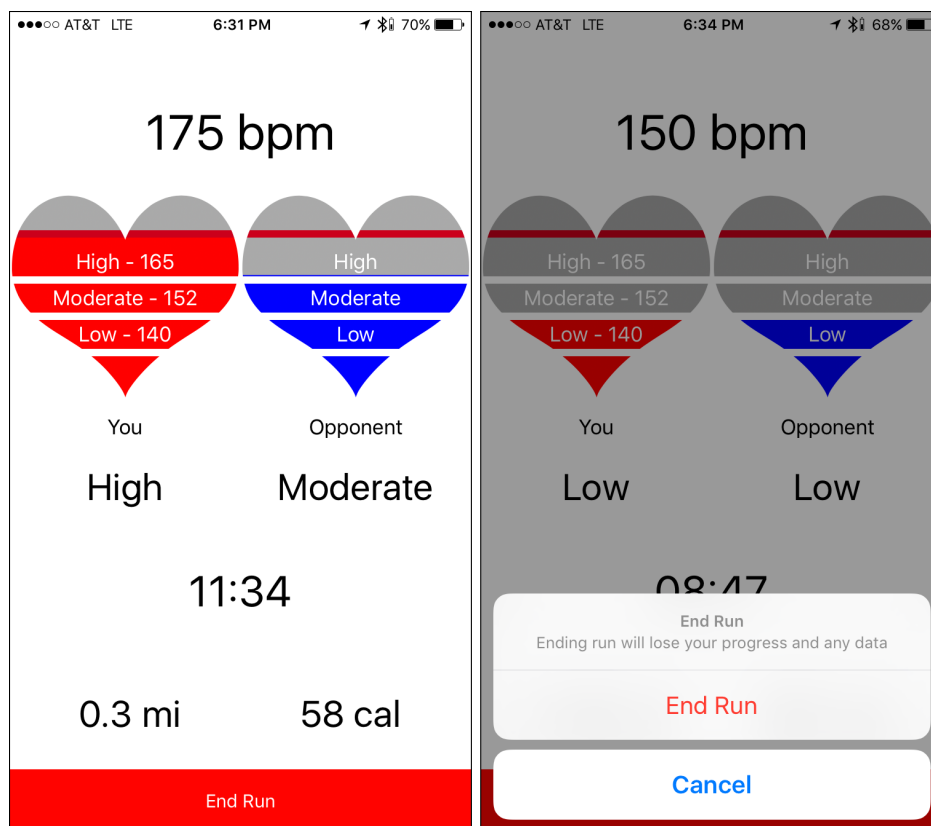 AT&T LTE 6:31 PM 70%
175 bpm
High - 165
High
Moderate - 152
Moderate
Low - 140
Low
You
Opponent
High
Moderate
11:34
0.3 mi
58 cal
End Run
AT&T LTE 6:34 PM 68%
150 bpm
High - 165
High
Moderate - 152
Moderate
Low - 140
Low
You
Opponent
Low
Low
08:47
End Run
Ending run will lose your progress and any data
End Run
Cancel